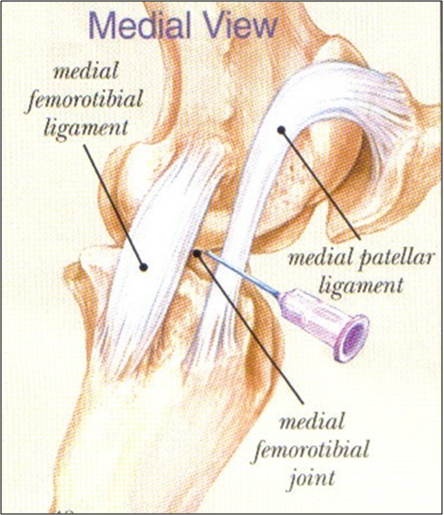 Medial View
medial
femorotibial
ligament
medial patellar
ligament
medial
femorotibial
joint